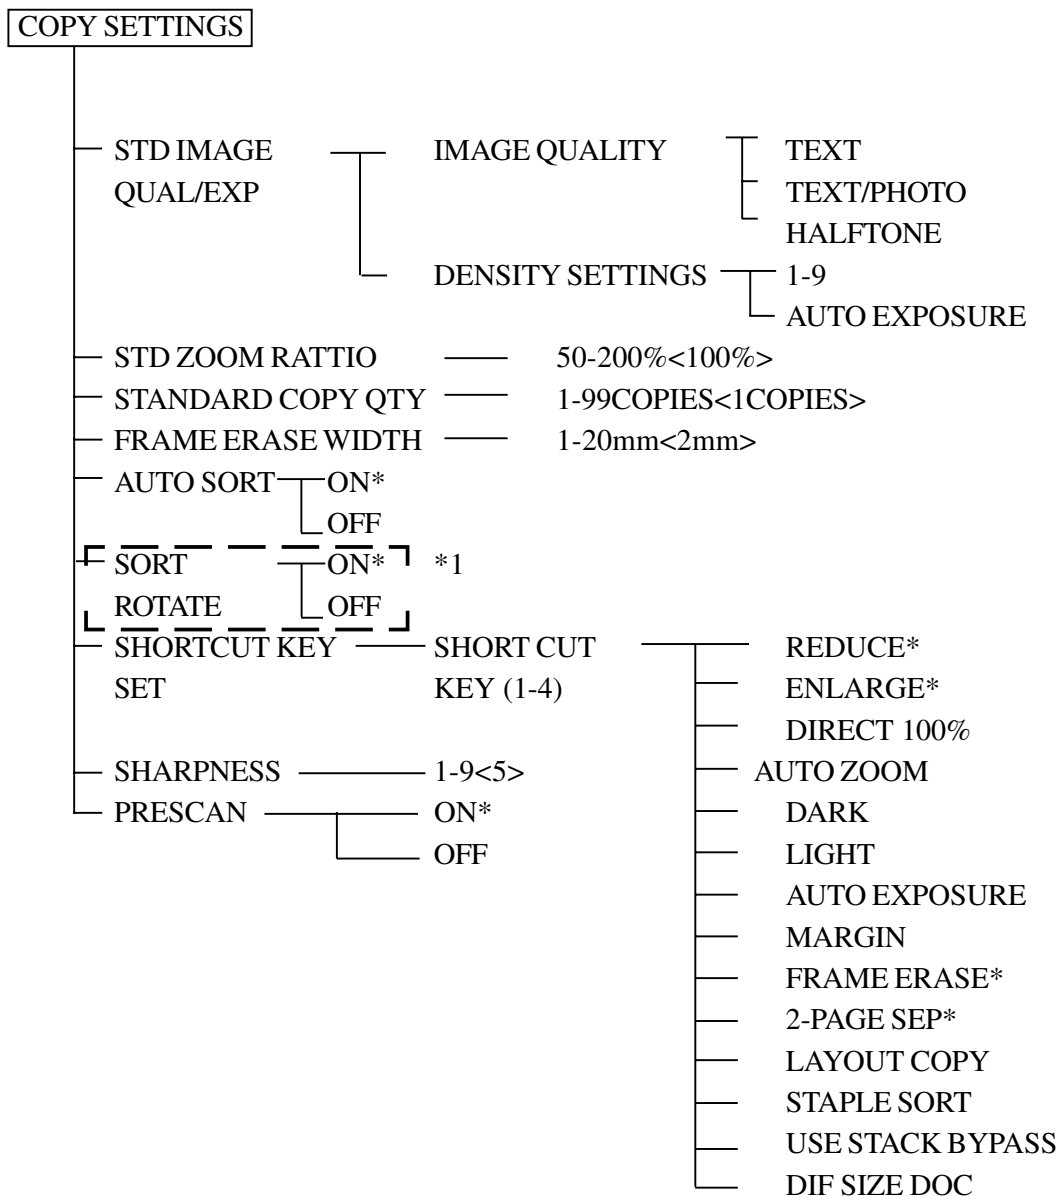 COPY SETTINGS
STD IMAGE IMAGE QUALITY TEXT
QUAL/EXP TEXT/PHOTO
HALFTONE
DENSITY SETTINGS 1-9
AUTO EXPOSURE
STD ZOOM RATTIO 50-200%<100%>
STANDARD COPY QTY 1-99COPIES<1COPIES>
FRAME ERASE WIDTH 1-20mm<2mm>
AUTO SORT ON*
OFF
SORT ON* *1
ROTATE OFF
SHORTCUT KEY SHORT CUT REDUCE*
SET KEY (1-4) ENLARGE*
DIRECT 100%
SHARPNESS 1-9<5> AUTO ZOOM
PRESCAN ON* DARK
OFF LIGHT
AUTO EXPOSURE
MARGIN
FRAME ERASE*
2-PAGE SEP*
LAYOUT COPY
STAPLE SORT
USE STACK BYPASS
DIF SIZE DOC